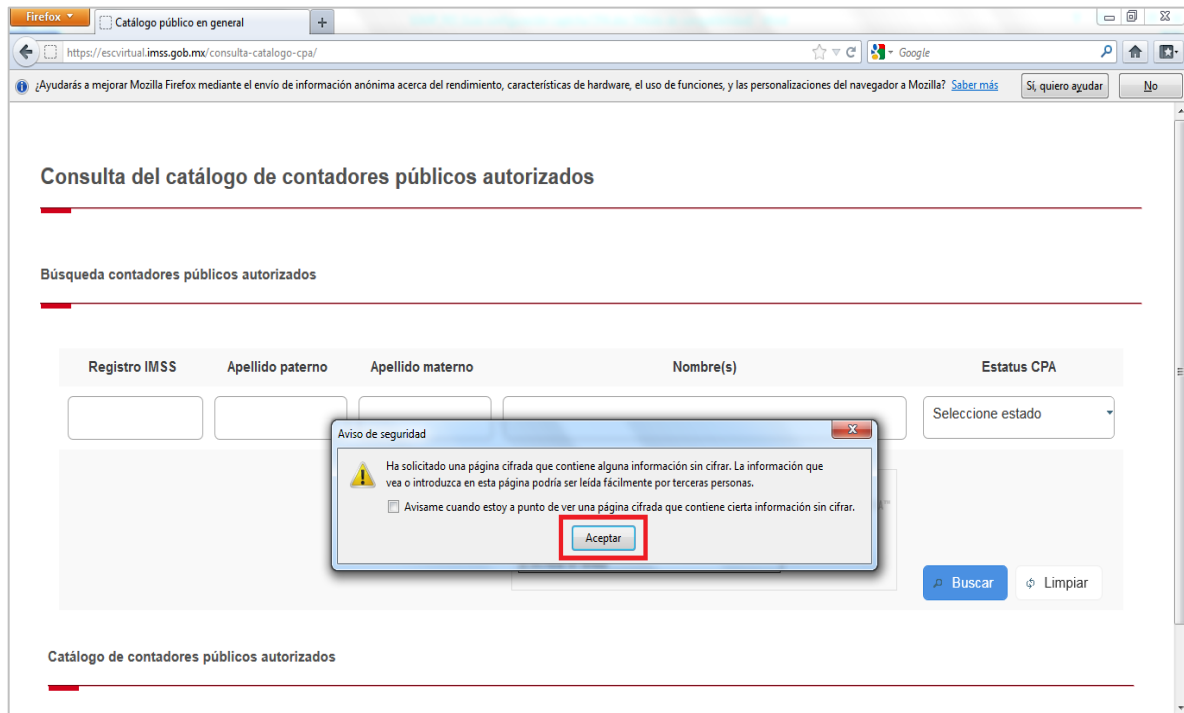 Firefox
Catálogo público en general
https://escvirtual.imss.gob.mx/consulta-catalogo-cpa/
Google
¿Ayudarás a mejorar Mozilla Firefox mediante el envío de información anónima acerca del rendimiento, características de hardware, el uso de funciones, y las personalizaciones del navegador a Mozilla? Saber más
Sí, quiero ayudar
No
Consulta del catálogo de contadores públicos autorizados
Búsqueda contadores públicos autorizados
Registro IMSS Apellido paterno Apellido materno Nombre(s) Estatus CPA
Seleccione estado
Aviso de seguridad
Ha solicitado una página cifrada que contiene alguna información sin cifrar. La información que
vea o introduzca en esta página podría ser leída fácilmente por terceras personas.
Avisame cuando estoy a punto de ver una página cifrada que contiene cierta información sin cifrar.
Aceptar
Buscar
Limpiar
Catálogo de contadores públicos autorizados